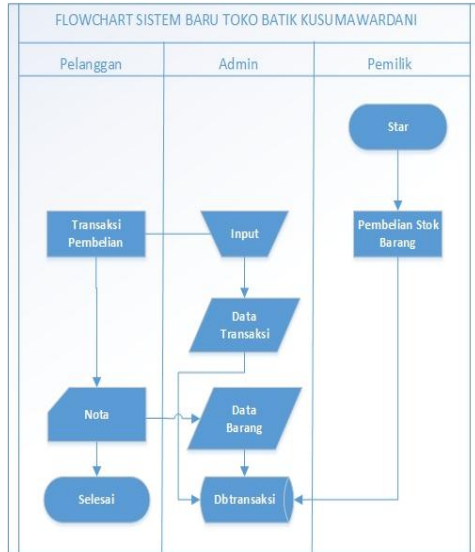 FLOWCHART SISTEM BARU TOKO BATIK KUSUMAWARDANI
Pelanggan
Admin
Pemilik
Star
Transaksi
Pembelian
Input
Pembelian Stok
Barang
Data
Transaksi
Nota
Data
Barang
Selesai
Dbtransaksi